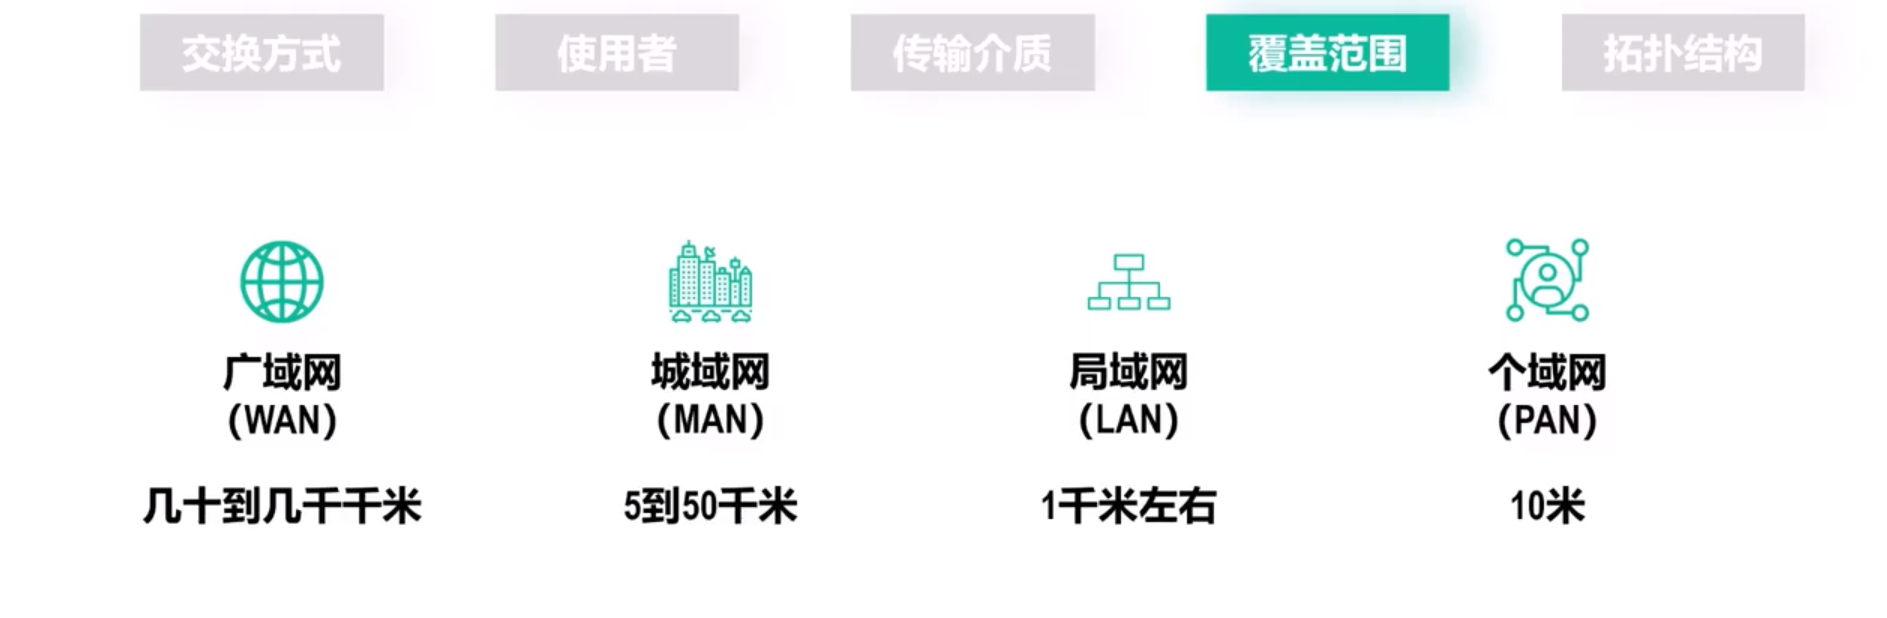 交换方式
使用者
传输介质
覆盖范围
拓扑结构
广域网
（WAN）
几十到几千千米
城域网
（MAN）
5到50千米
局域网
（LAN）
1千米左右
个域网
（PAN）
10米